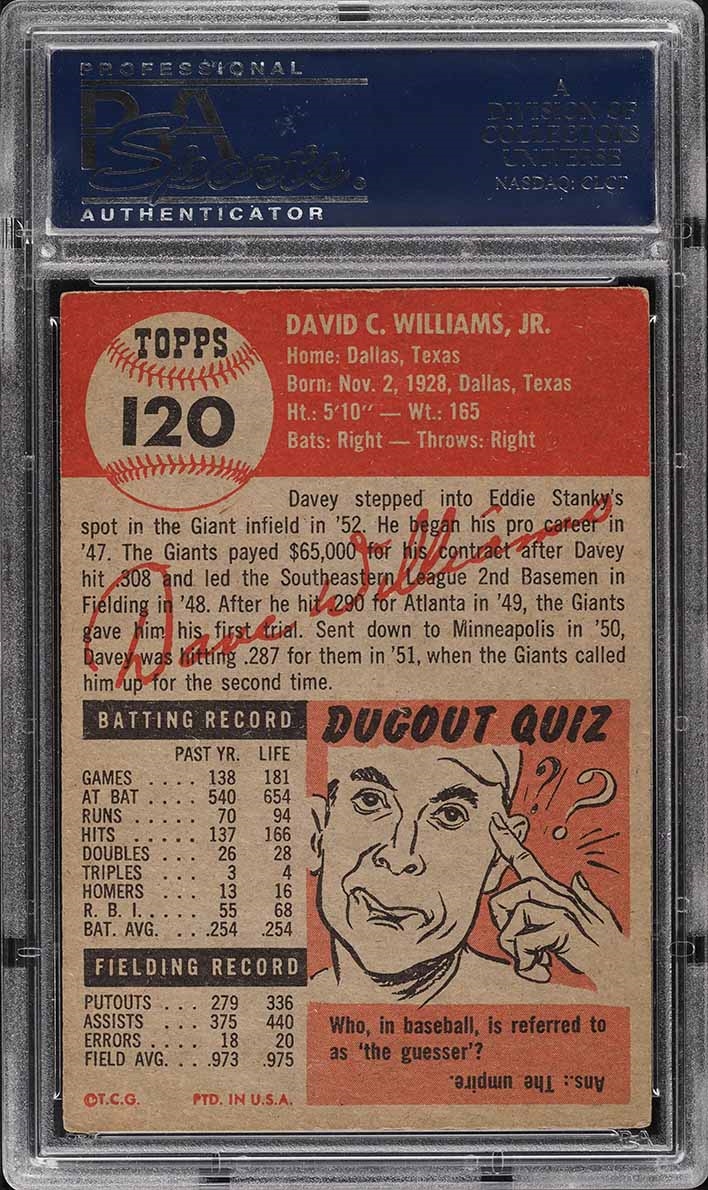 PROFESSIONAL
PSA
Sports
AUTHENTICATOR
A
DIVISION OF
COLLECTORS
UNIVERSE
NASDAQ: CLCT
TOPPS
120
DAVID C. WILLIAMS, JR.
Home: Dallas, Texas
Born: Nov. 2, 1928, Dallas, Texas
Ht.: 5'10" — Wt.: 165
Bats: Right — Throws: Right
Davey stepped into Eddie Stanky's
spot in the Giant infield in '52. He began his pro career in
'47. The Giants payed $65,000 for his contract after Davey
hit .308 and led the Southeastern League 2nd Basemen in
Fielding in '48. After he hit .290 for Atlanta in '49, the Giants
gave him his first trial. Sent down to Minneapolis in '50,
Davey was hitting .287 for them in '51, when the Giants called
him up for the second time.
Dave Williams
BATTING RECORD
PAST YR. LIFE
GAMES .... 138 181
AT BAT .... 540 654
RUNS .... 70 94
HITS .... 137 166
DOUBLES ... 26 28
TRIPLES ... 3 4
HOMERS ... 13 16
R. B. I. .... 55 68
BAT. AVG. ... .254 .254
FIELDING RECORD
PUTOUTS ... 279 336
ASSISTS ... 375 440
ERRORS .... 18 20
FIELD AVG. ... .973 .975
©T.C.G. PTD. IN U.S.A.
DUGOUT QUIZ
??
Who, in baseball, is referred to
as 'the guesser'?
Ans.: The umpire.